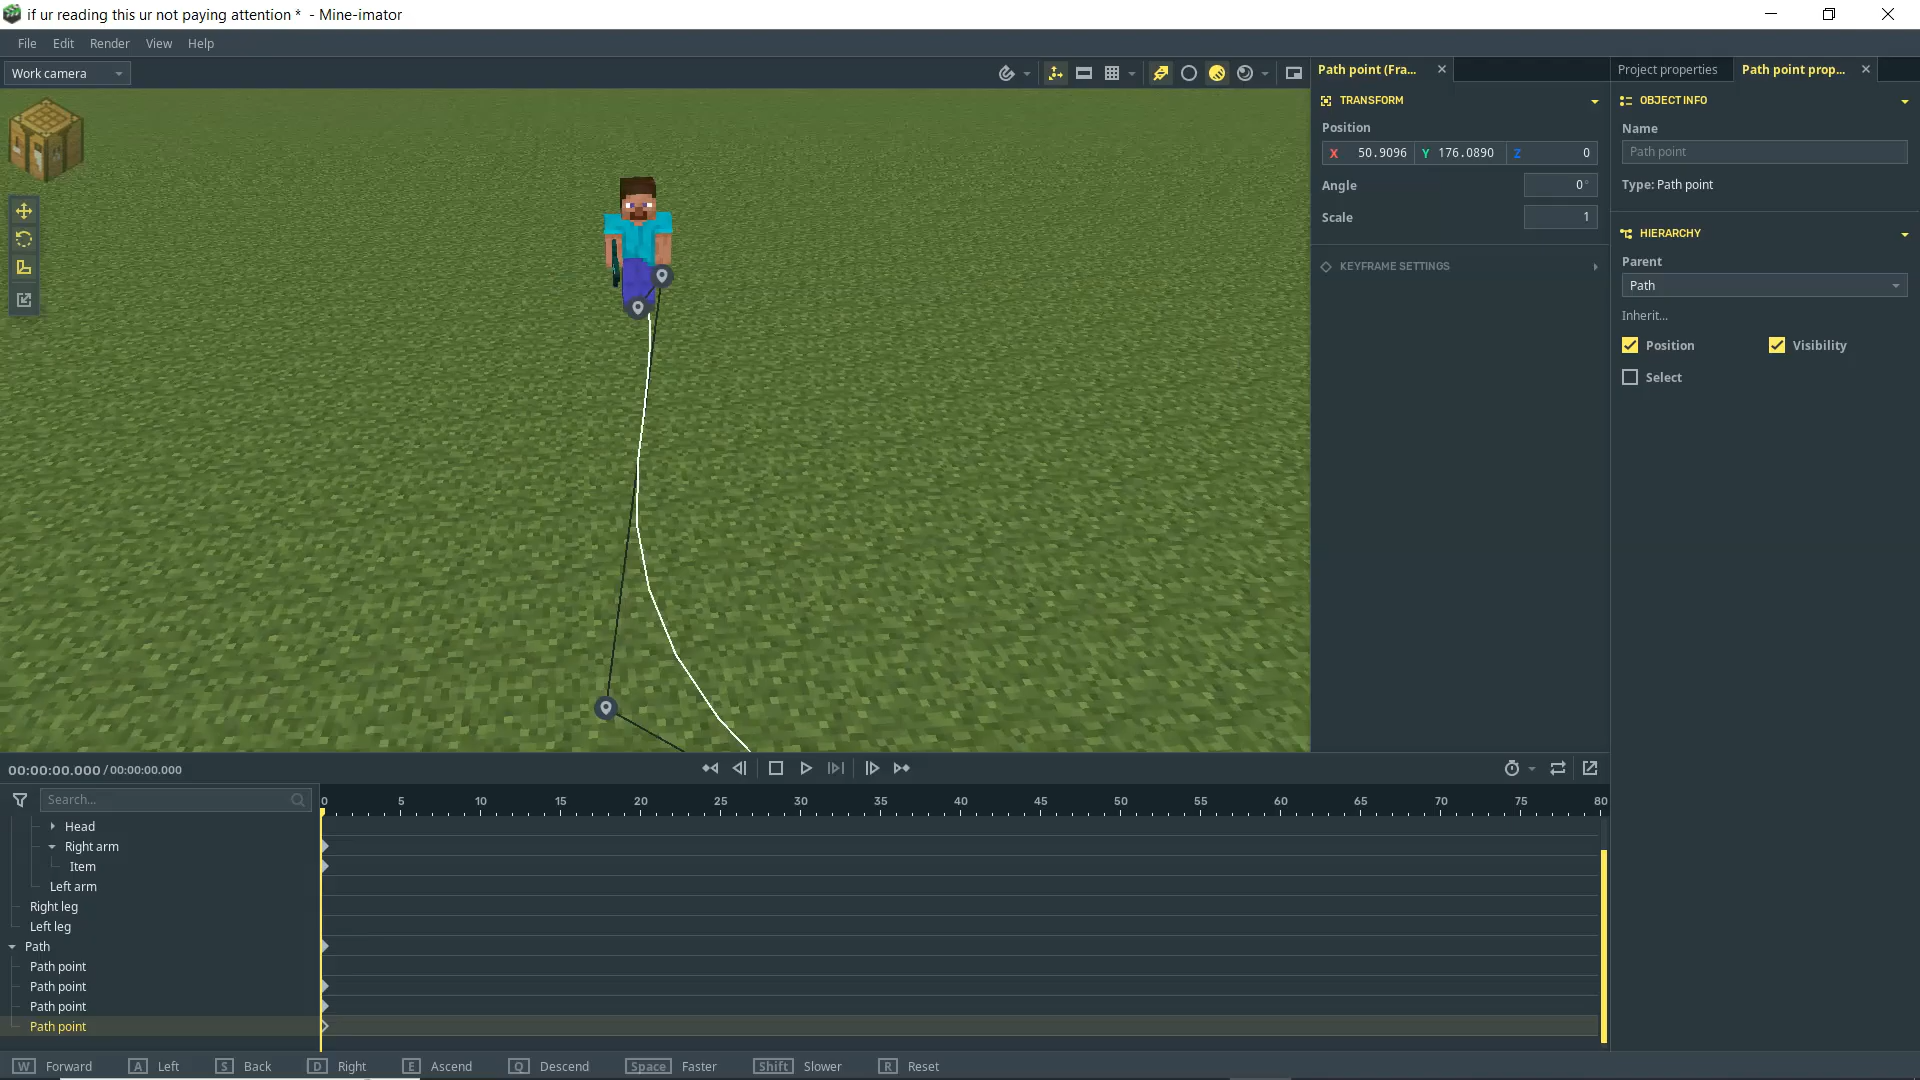 if ur reading this ur not paying attention *  - Mine-imator
File Edit Render View Help
Work camera
Path point (Fra...
Project properties
Path point prop...
TRANSFORM
Position
X 50.9096 Y 176.0890 Z 0
Angle 0°
Scale 1
KEYFRAME SETTINGS
OBJECT INFO
Name
Path point
Type: Path point
HIERARCHY
Parent
Path
Inherit...
Position Visibility
Select
00:00:00.000 / 00:00:00.000
Search...
0 5 10 15 20 25 30 35 40 45 50 55 60 65 70 75 80
Head
Right arm
Item
Left arm
Right leg
Left leg
Path
Path point
Path point
Path point
Path point
W Forward A Left S Back D Right E Ascend Q Descend Space Faster Shift Slower R Reset